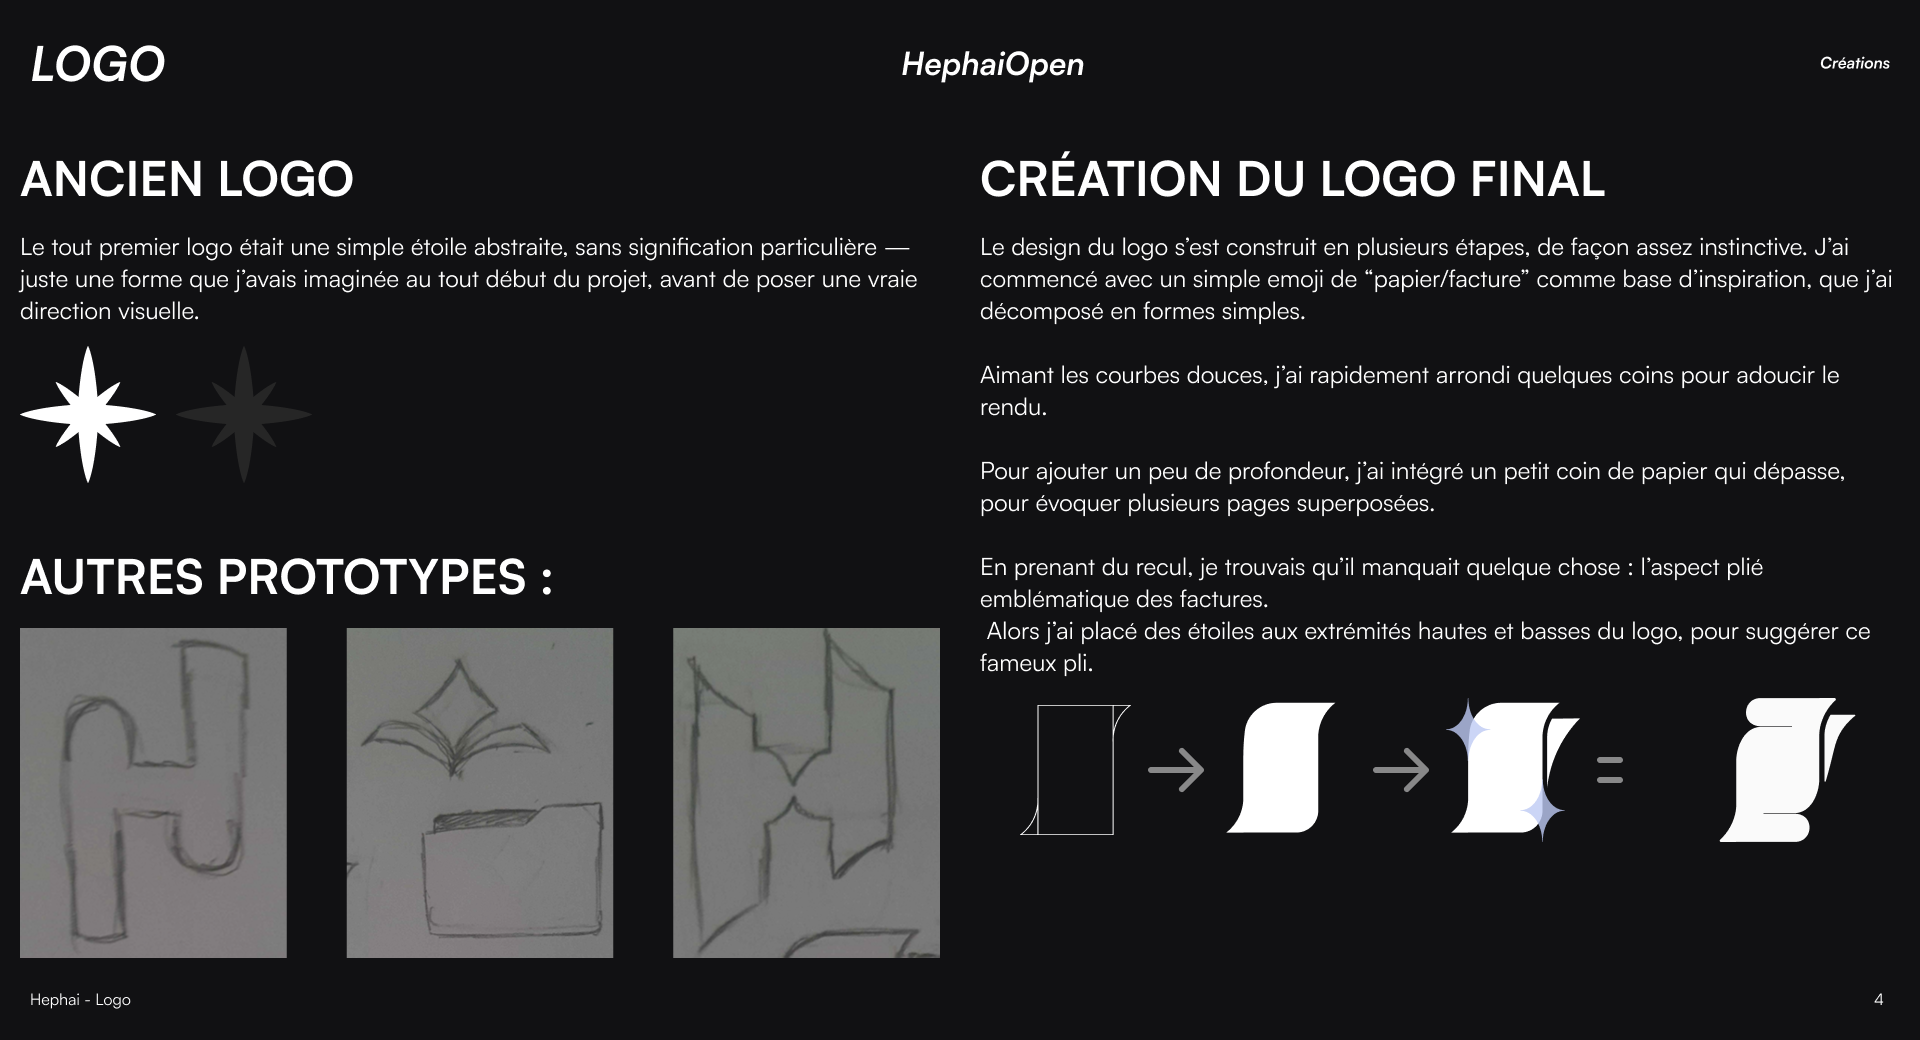 LOGO
HephaiOpen
Créations
ANCIEN LOGO
Le tout premier logo était une simple étoile abstraite, sans signification particulière —
juste une forme que j’avais imaginée au tout début du projet, avant de poser une vraie
direction visuelle.
AUTRES PROTOTYPES :
CRÉATION DU LOGO FINAL
Le design du logo s’est construit en plusieurs étapes, de façon assez instinctive. J’ai
commencé avec un simple emoji de “papier/facture” comme base d’inspiration, que j’ai
décomposé en formes simples.
Aimant les courbes douces, j’ai rapidement arrondi quelques coins pour adoucir le
rendu.
Pour ajouter un peu de profondeur, j’ai intégré un petit coin de papier qui dépasse,
pour évoquer plusieurs pages superposées.
En prenant du recul, je trouvais qu’il manquait quelque chose : l’aspect plié
emblématique des factures.
Alors j’ai placé des étoiles aux extrémités hautes et basses du logo, pour suggérer ce
fameux pli.
Hephai - Logo
4